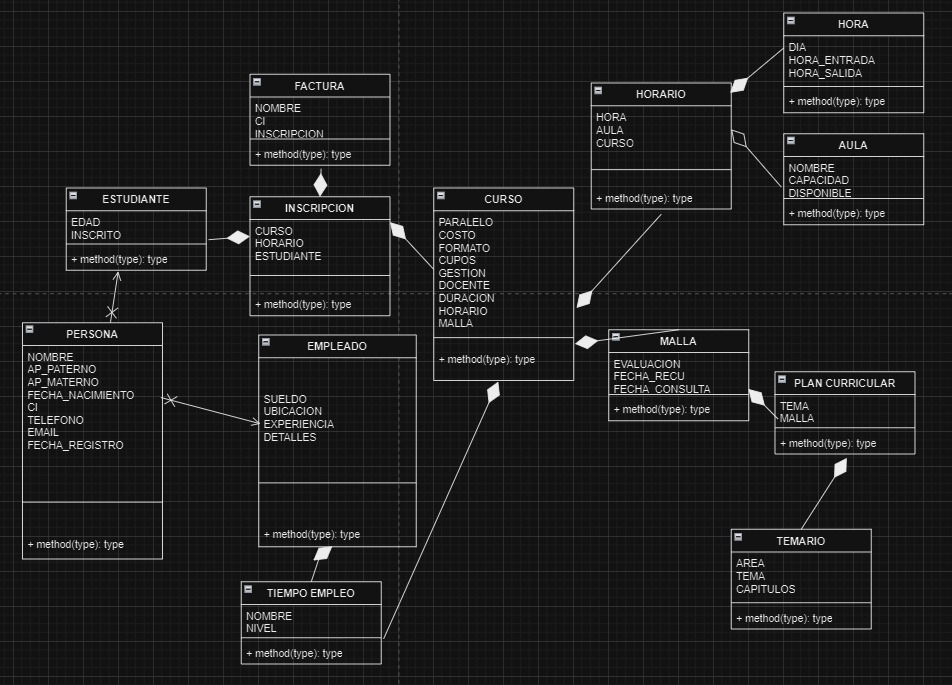 HORA
DIA
HORA_ENTRADA
HORA_SALIDA
+ method(type): type
FACTURA
NOMBRE
CI
INSCRIPCION
+ method(type): type
HORARIO
HORA
AULA
CURSO
+ method(type): type
AULA
NOMBRE
CAPACIDAD
DISPONIBLE
+ method(type): type
ESTUDIANTE
EDAD
INSCRITO
+ method(type): type
INSCRIPCION
CURSO
HORARIO
ESTUDIANTE
+ method(type): type
CURSO
PARALELO
COSTO
FORMATO
CUPOS
GESTION
DOCENTE
DURACION
HORARIO
MALLA
+ method(type): type
PERSONA
NOMBRE
AP_PATERNO
AP_MATERNO
FECHA_NACIMIENTO
CI
TELEFONO
EMAIL
FECHA_REGISTRO
+ method(type): type
EMPLEADO
SUELDO
UBICACION
EXPERIENCIA
DETALLES
+ method(type): type
MALLA
EVALUACION
FECHA_RECU
FECHA_CONSULTA
+ method(type): type
PLAN CURRICULAR
TEMA
MALLA
+ method(type): type
TEMARIO
AREA
TEMA
CAPITULOS
+ method(type): type
TIEMPO EMPLEO
NOMBRE
NIVEL
+ method(type): type